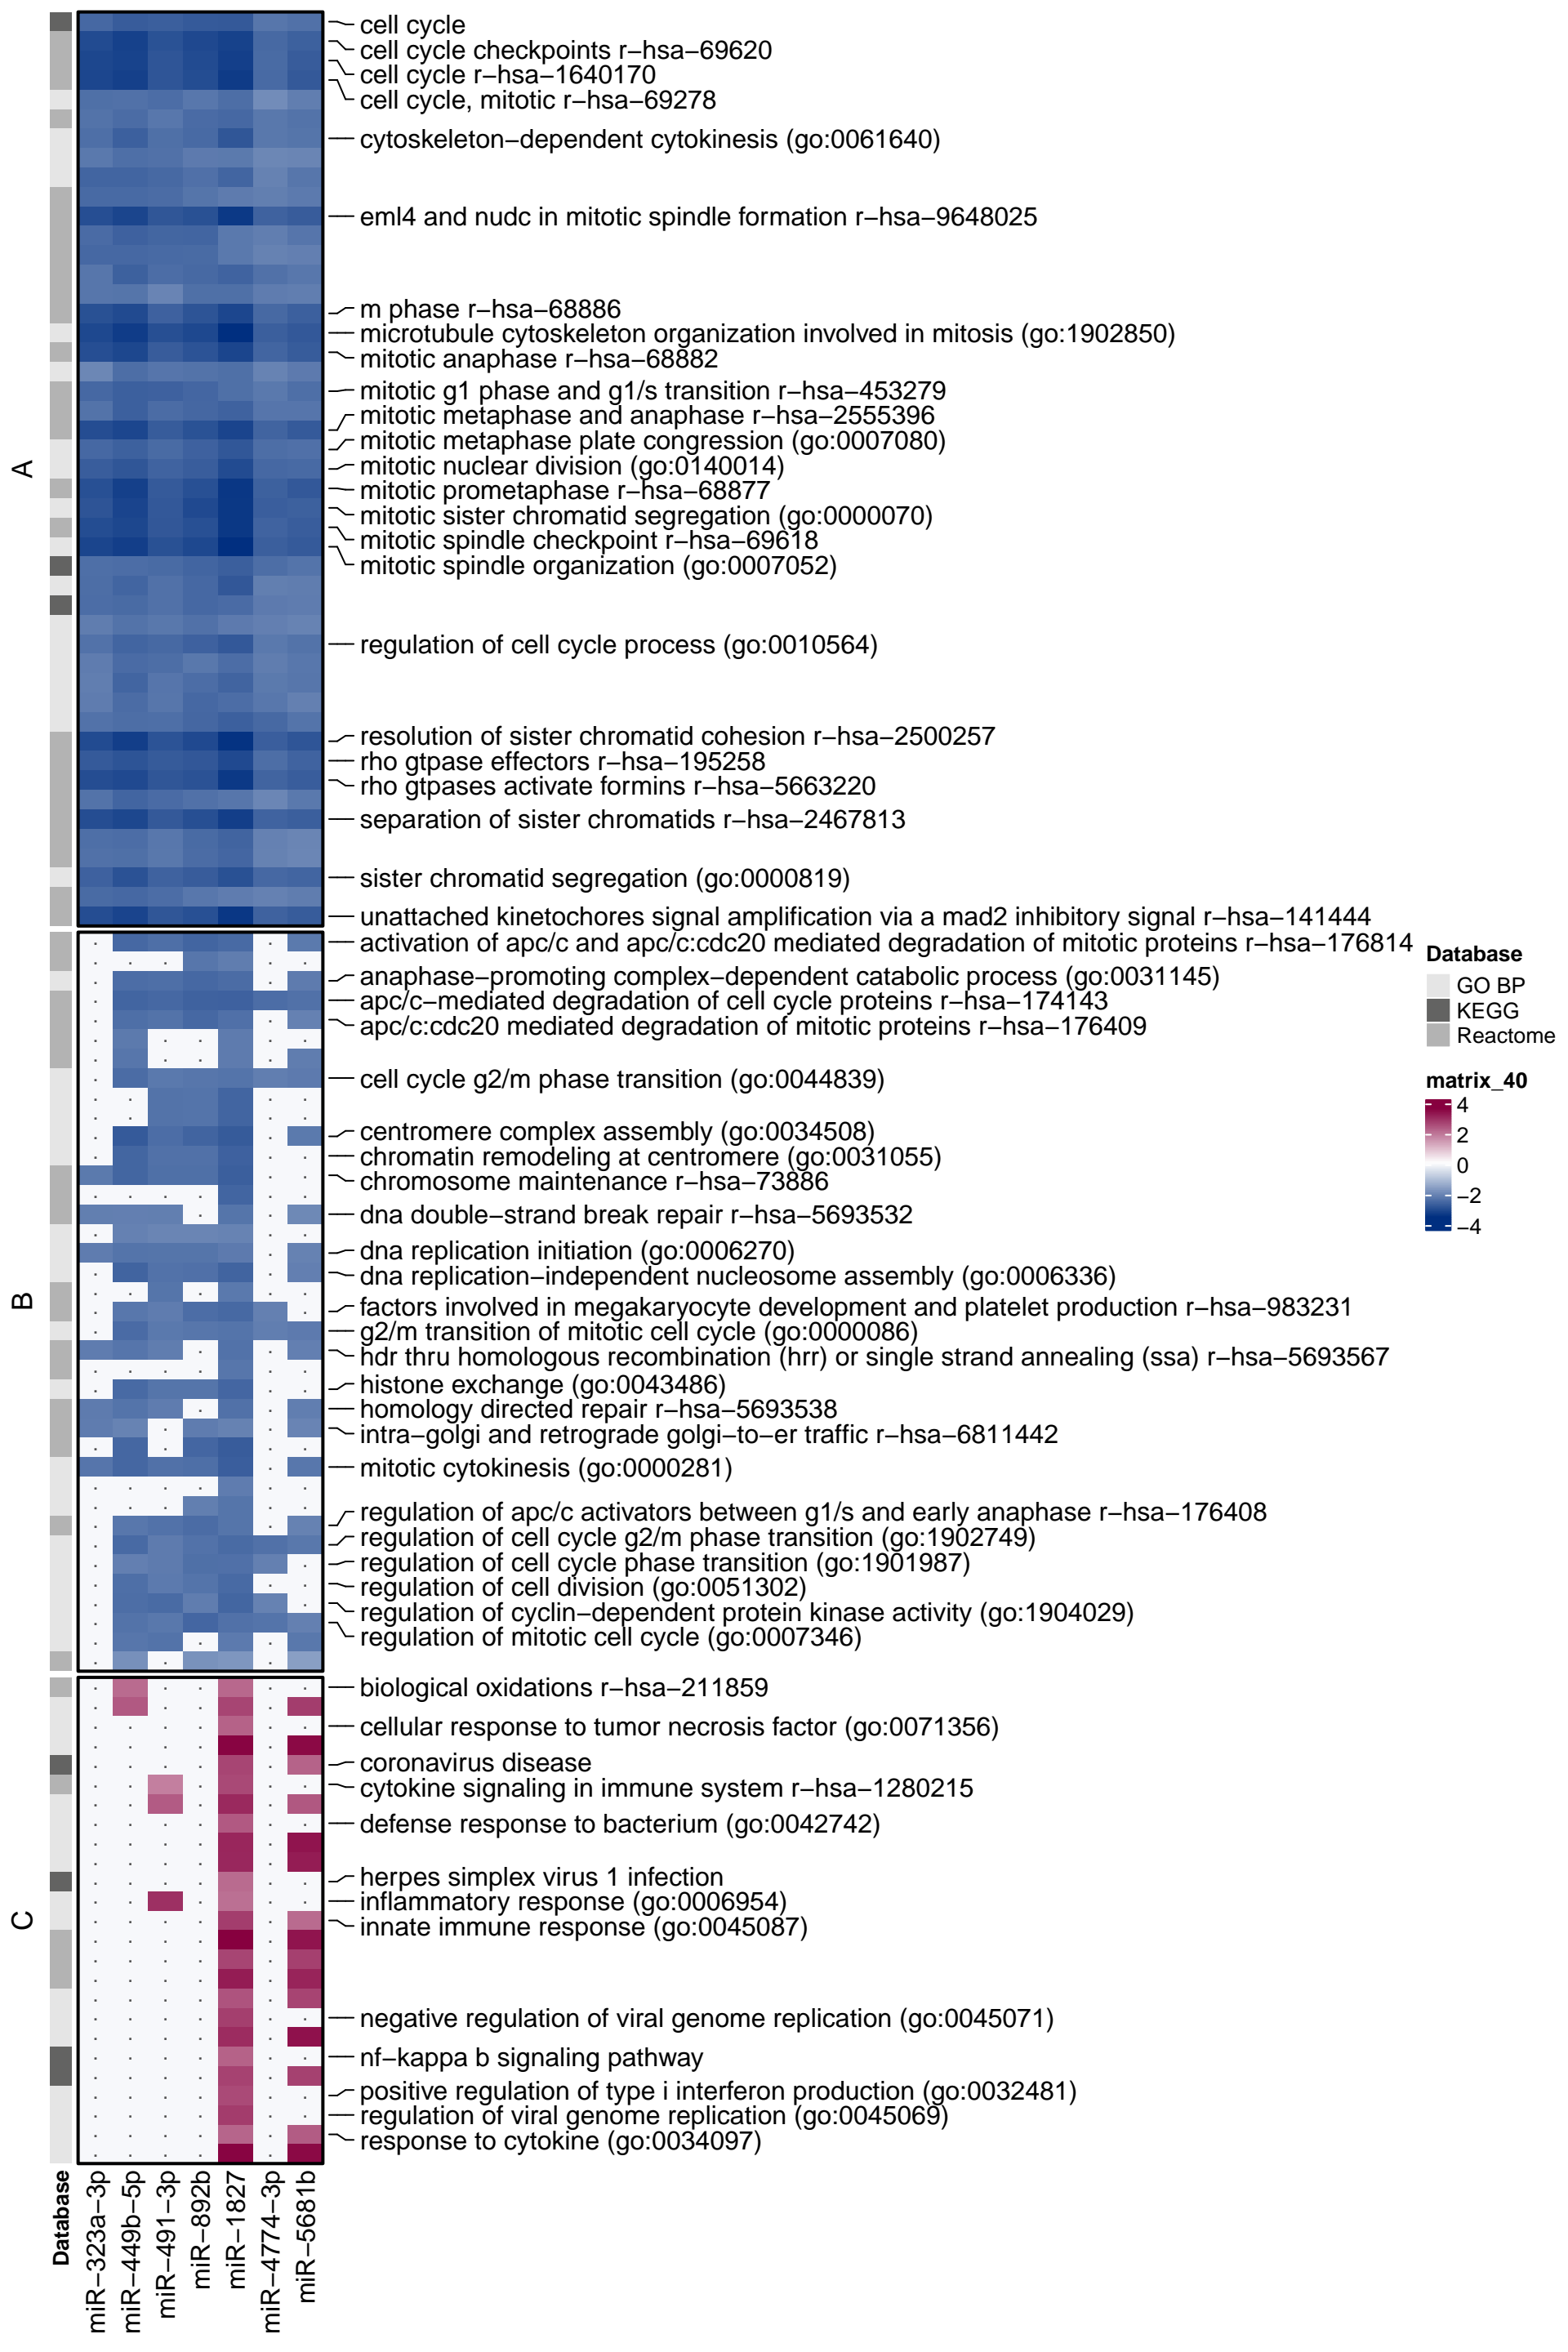 A
cell cycle
cell cycle checkpoints r-hsa-69620
cell cycle r-hsa-1640170
cell cycle, mitotic r-hsa-69278
cytoskeleton-dependent cytokinesis (go:0061640)
eml4 and nudc in mitotic spindle formation r-hsa-9648025
m phase r-hsa-68886
microtubule cytoskeleton organization involved in mitosis (go:1902850)
mitotic anaphase r-hsa-68882
mitotic g1 phase and g1/s transition r-hsa-453279
mitotic metaphase and anaphase r-hsa-2555396
mitotic metaphase plate congression (go:0007080)
mitotic nuclear division (go:0140014)
mitotic prometaphase r-hsa-68877
mitotic sister chromatid segregation (go:0000070)
mitotic spindle checkpoint r-hsa-69618
mitotic spindle organization (go:0007052)
regulation of cell cycle process (go:0010564)
resolution of sister chromatid cohesion r-hsa-2500257
rho gtpase effectors r-hsa-195258
rho gtpases activate formins r-hsa-5663220
separation of sister chromatids r-hsa-2467813
sister chromatid segregation (go:0000819)
unattached kinetochores signal amplification via a mad2 inhibitory signal r-hsa-141444
B
activation of apc/c and apc/c:cdc20 mediated degradation of mitotic proteins r-hsa-176814
anaphase-promoting complex-dependent catabolic process (go:0031145)
apc/c-mediated degradation of cell cycle proteins r-hsa-174143
apc/c:cdc20 mediated degradation of mitotic proteins r-hsa-176409
cell cycle g2/m phase transition (go:0044839)
centromere complex assembly (go:0034508)
chromatin remodeling at centromere (go:0031055)
chromosome maintenance r-hsa-73886
dna double-strand break repair r-hsa-5693532
dna replication initiation (go:0006270)
dna replication-independent nucleosome assembly (go:0006336)
factors involved in megakaryocyte development and platelet production r-hsa-983231
g2/m transition of mitotic cell cycle (go:0000086)
hdr thru homologous recombination (hrr) or single strand annealing (ssa) r-hsa-5693567
histone exchange (go:0043486)
homology directed repair r-hsa-5693538
intra-golgi and retrograde golgi-to-er traffic r-hsa-6811442
mitotic cytokinesis (go:0000281)
regulation of apc/c activators between g1/s and early anaphase r-hsa-176408
regulation of cell cycle g2/m phase transition (go:1902749)
regulation of cell cycle phase transition (go:1901987)
regulation of cell division (go:0051302)
regulation of cyclin-dependent protein kinase activity (go:1904029)
regulation of mitotic cell cycle (go:0007346)
C
biological oxidations r-hsa-211859
cellular response to tumor necrosis factor (go:0071356)
coronavirus disease
cytokine signaling in immune system r-hsa-1280215
defense response to bacterium (go:0042742)
herpes simplex virus 1 infection
inflammatory response (go:0006954)
innate immune response (go:0045087)
negative regulation of viral genome replication (go:0045071)
nf-kappa b signaling pathway
positive regulation of type i interferon production (go:0032481)
regulation of viral genome replication (go:0045069)
response to cytokine (go:0034097)
Database
miR-323a-3p
miR-449b-5p
miR-491-3p
miR-892b
miR-1827
miR-4774-3p
miR-5681b
Database
GO BP
KEGG
Reactome
matrix_40
4
2
0
-2
-4